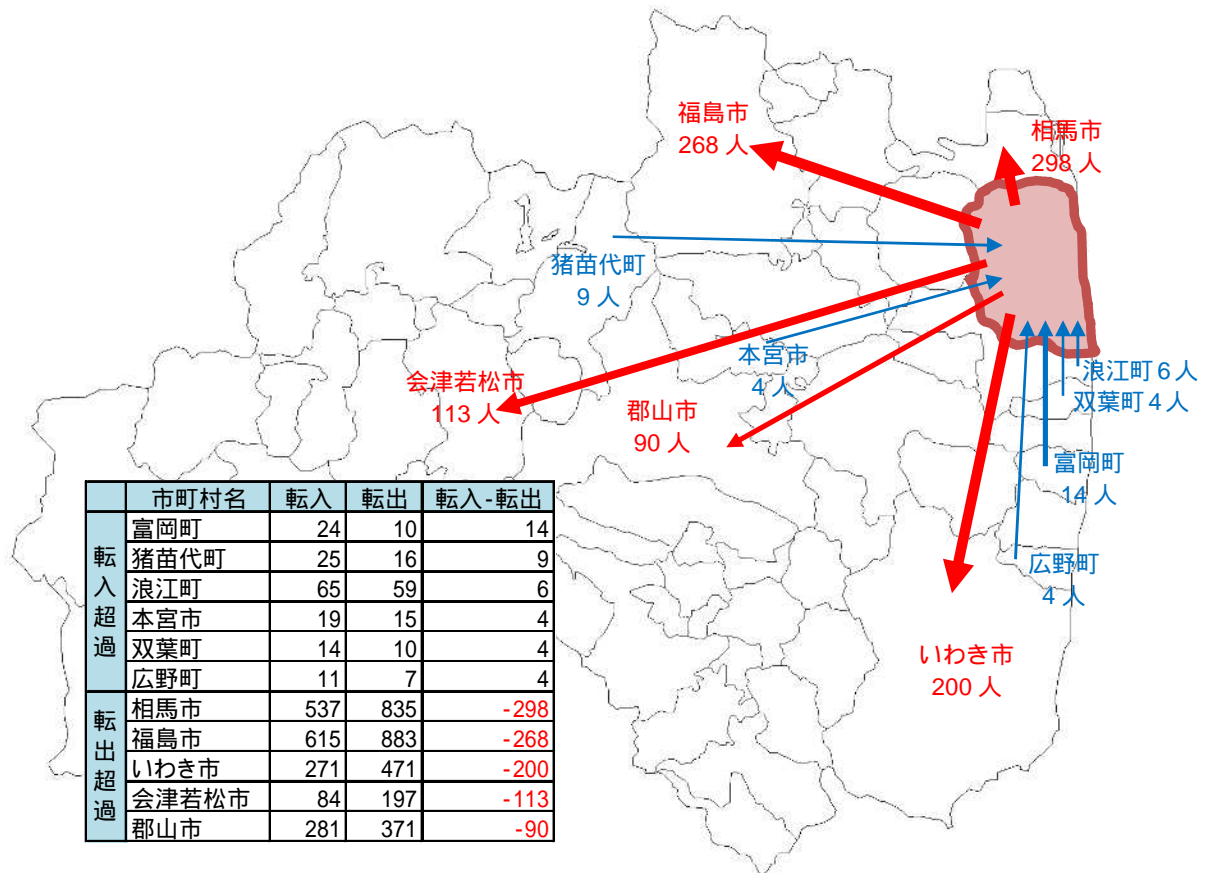 福島市
268 人
相馬市
298 人
猪苗代町
9 人
本宮市
4 人
会津若松市
113 人
郡山市
90 人
浪江町 6 人
双葉町 4 人
富岡町
14 人
広野町
4 人
いわき市
200 人
市町村名 転入 転出 転入-転出
転入超過
富岡町 24 10 14
猪苗代町 25 16 9
浪江町 65 59 6
本宮市 19 15 4
双葉町 14 10 4
広野町 11 7 4
転出超過
相馬市 537 835 -298
福島市 615 883 -268
いわき市 271 471 -200
会津若松市 84 197 -113
郡山市 281 371 -90